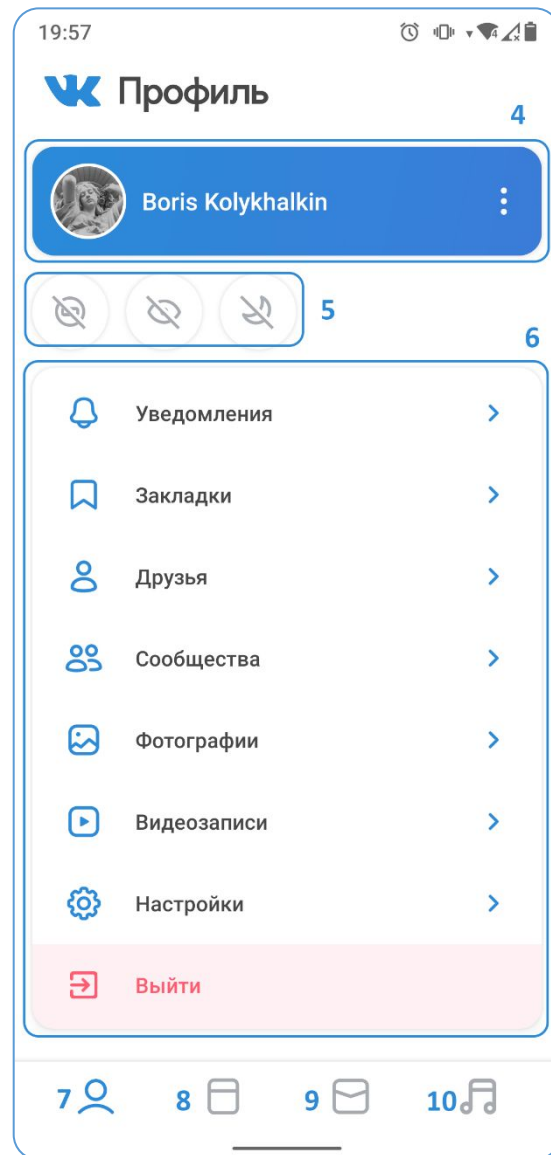 19:57
Профиль
4
Boris Kolykhalkin
5
6
Уведомления
Закладки
Друзья
Сообщества
Фотографии
Видеозаписи
Настройки
Выйти
7 8 9 10